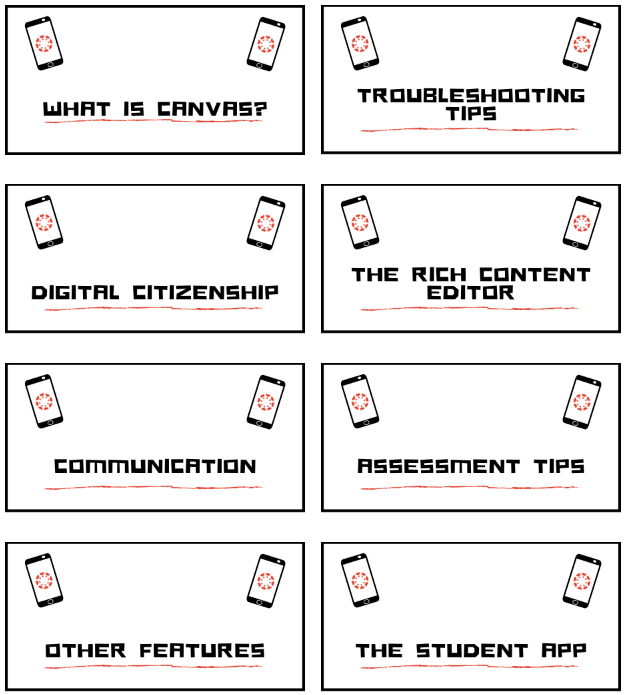 WHAT IS CANVAS?
TROUBLESHOOTING
TIPS
DIGITAL CITIZENSHIP
THE RICH CONTENT
EDITOR
COMMUNICATION
ASSESSMENT TIPS
OTHER FEATURES
THE STUDENT APP